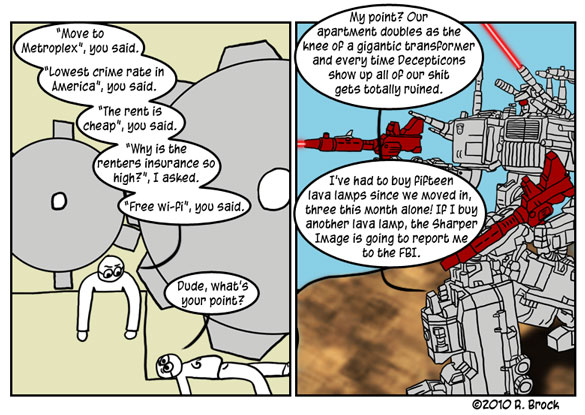 "Move to
Metroplex", you said.
"Lowest crime rate in
America", you said.
"The rent is
cheap", you said.
"Why is the
renters insurance so
high?", I asked.
"Free wi-fi", you said.
Dude, what's
your point?
My point? Our
apartment doubles as the
knee of a gigantic transformer
and every time Decepticons
show up all of our shit
gets totally ruined.
I've had to buy fifteen
lava lamps since we moved in,
three this month alone! If I buy
another lava lamp, the Sharper
Image is going to report me
to the FBI.
©2010 R. Brock